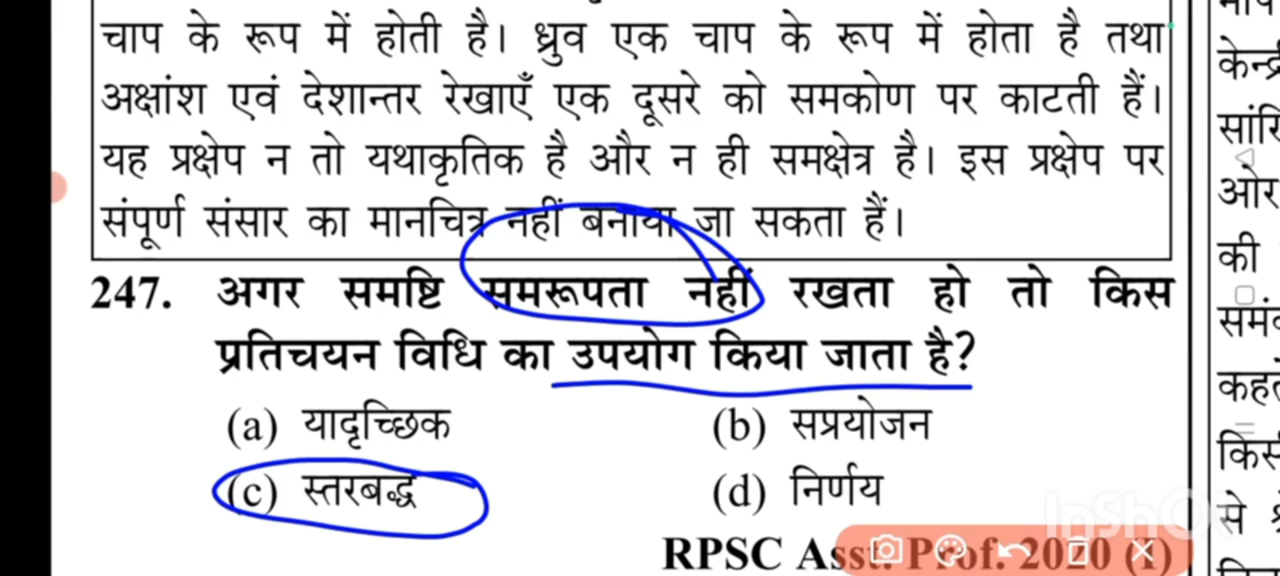 चाप के रूप में होती है। ध्रुव एक चाप के रूप में होता है तथा
अक्षांश एवं देशान्तर रेखाएँ एक दूसरे को समकोण पर काटती हैं।
यह प्रक्षेप न तो यथाकृतिक है और न ही समक्षेत्र है। इस प्रक्षेप पर
संपूर्ण संसार का मानचित्र नहीं बनाया जा सकता हैं।
247. अगर समष्टि समरूपता नहीं रखता हो तो किस
प्रतिचयन विधि का उपयोग किया जाता है?
(a) यादृच्छिक (b) सप्रयोजन
(c) स्तरबद्ध (d) निर्णय
RPSC Asst. Prof. 2020 (I)
ओर
की
से